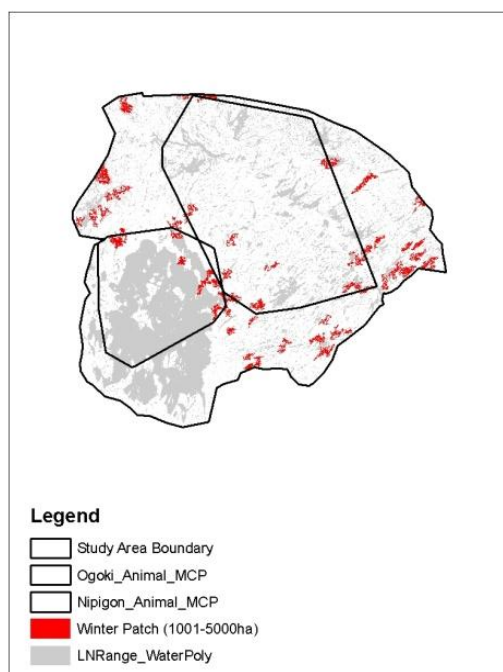 Legend
Study Area Boundary
Ogoki_Animal_MCP
Nipigon_Animal_MCP
Winter Patch (1001-5000ha)
LNRange_WaterPoly